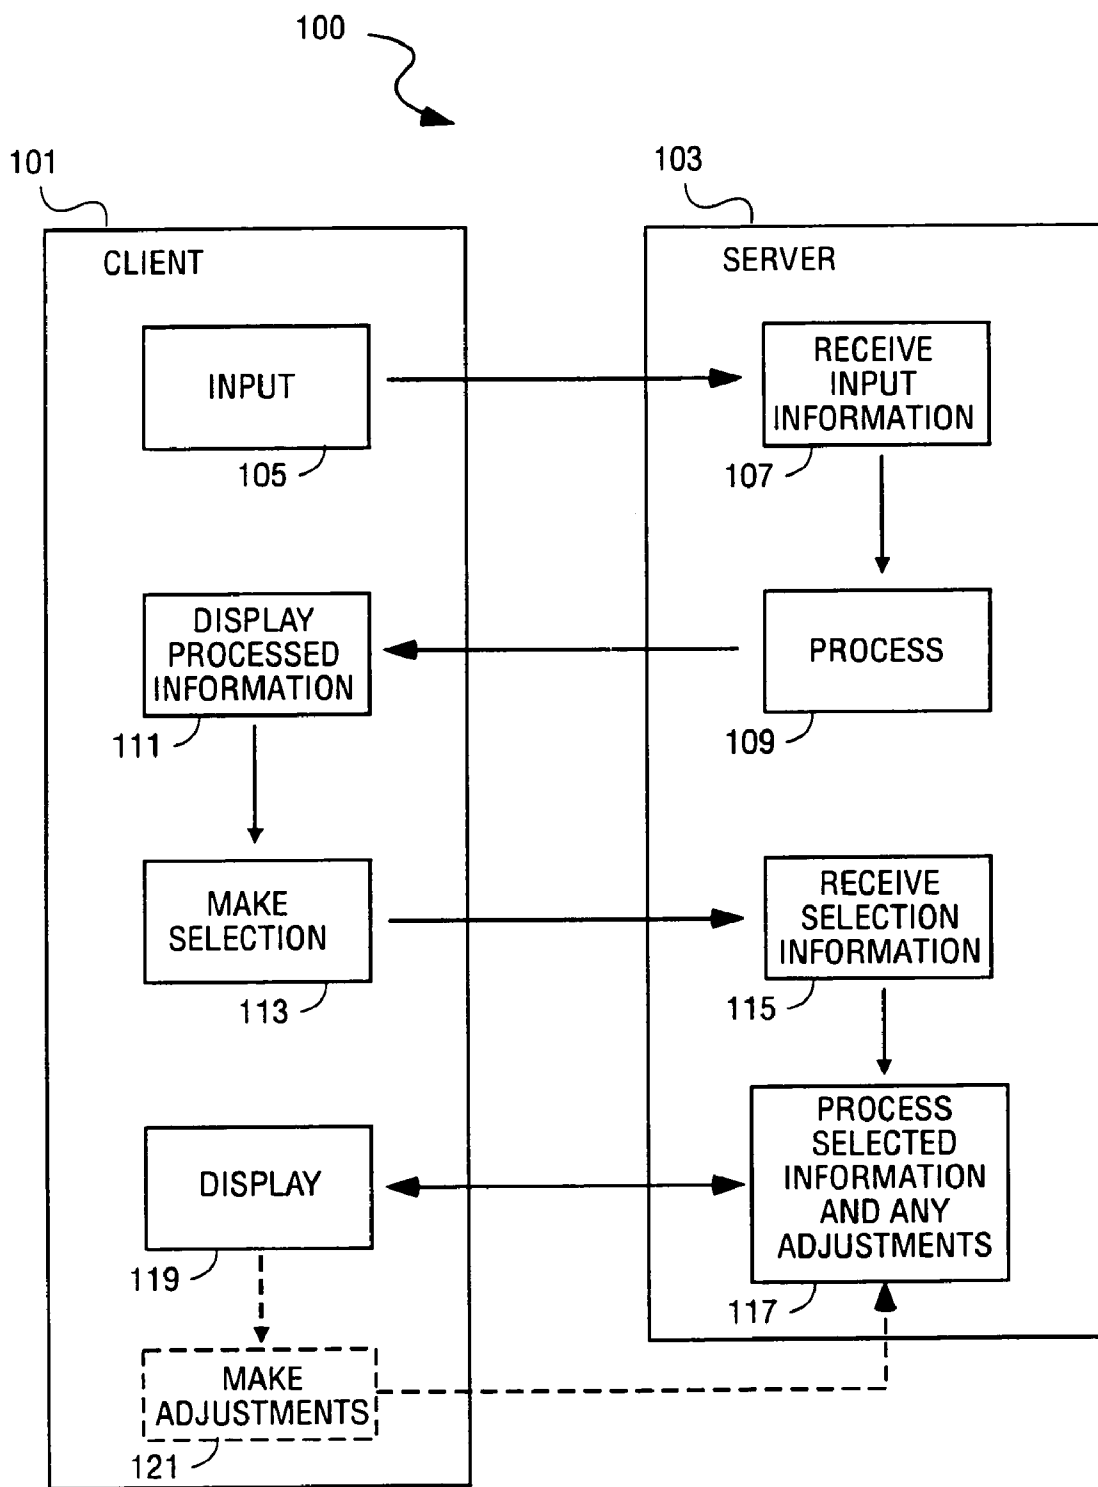 100
101
103
CLIENT
SERVER
INPUT
105
RECEIVE
INPUT
INFORMATION
107
DISPLAY
PROCESSED
INFORMATION
111
PROCESS
109
MAKE
SELECTION
113
RECEIVE
SELECTION
INFORMATION
115
DISPLAY
119
PROCESS
SELECTED
INFORMATION
AND ANY
ADJUSTMENTS
117
MAKE
ADJUSTMENTS
121